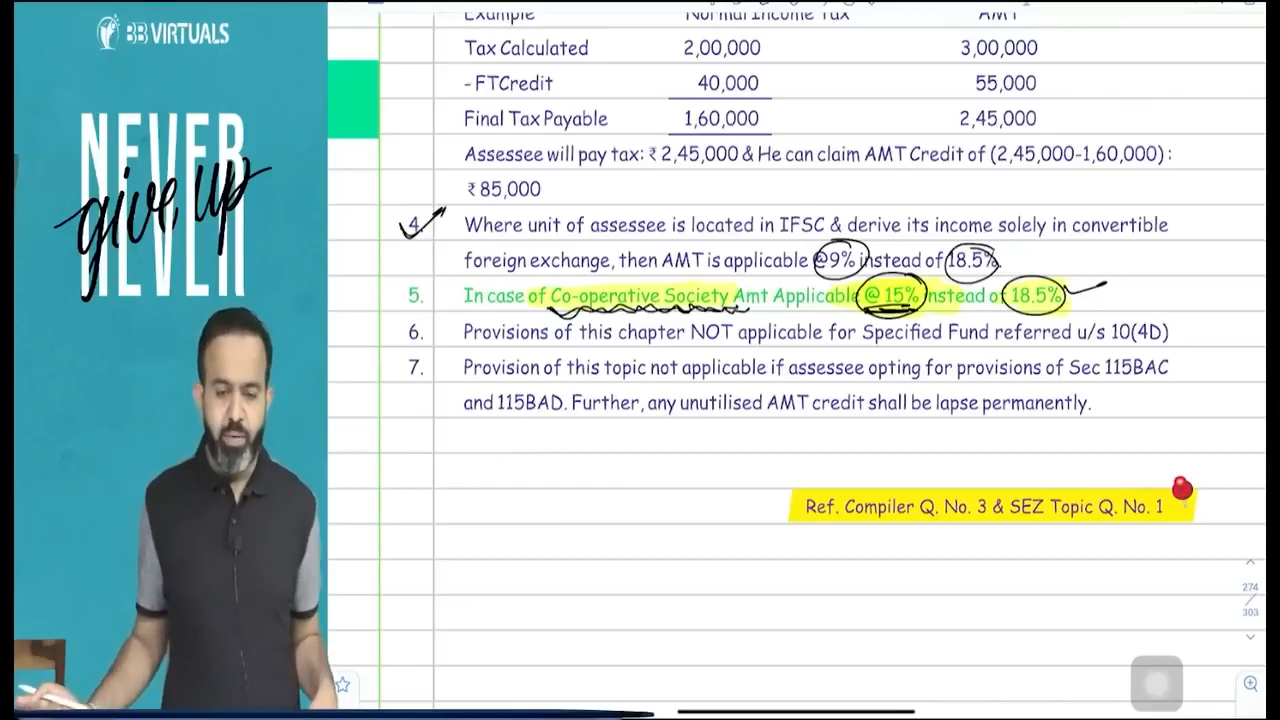 BB VIRTUALS
NEVER
give up
NEVER
Example Normal Income Tax AMT
Tax Calculated 2,00,000 3,00,000
- FTCredit 40,000 55,000
Final Tax Payable 1,60,000 2,45,000
Assessee will pay tax: ₹ 2,45,000 & He can claim AMT Credit of (2,45,000-1,60,000) :
₹ 85,000
4. Where unit of assessee is located in IFSC & derive its income solely in convertible
foreign exchange, then AMT is applicable @9% instead of 18.5%.
5. In case of Co-operative Society Amt Applicable @ 15% instead of 18.5%
6. Provisions of this chapter NOT applicable for Specified Fund referred u/s 10(4D)
7. Provision of this topic not applicable if assessee opting for provisions of Sec 115BAC
and 115BAD. Further, any unutilised AMT credit shall be lapse permanently.
Ref. Compiler Q. No. 3 & SEZ Topic Q. No. 1
274
/
303